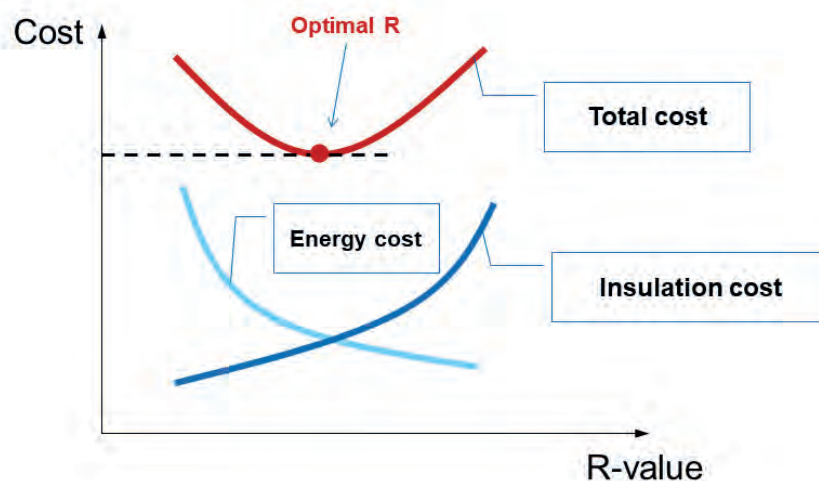 Cost
Optimal R
Total cost
Energy cost
Insulation cost
R-value